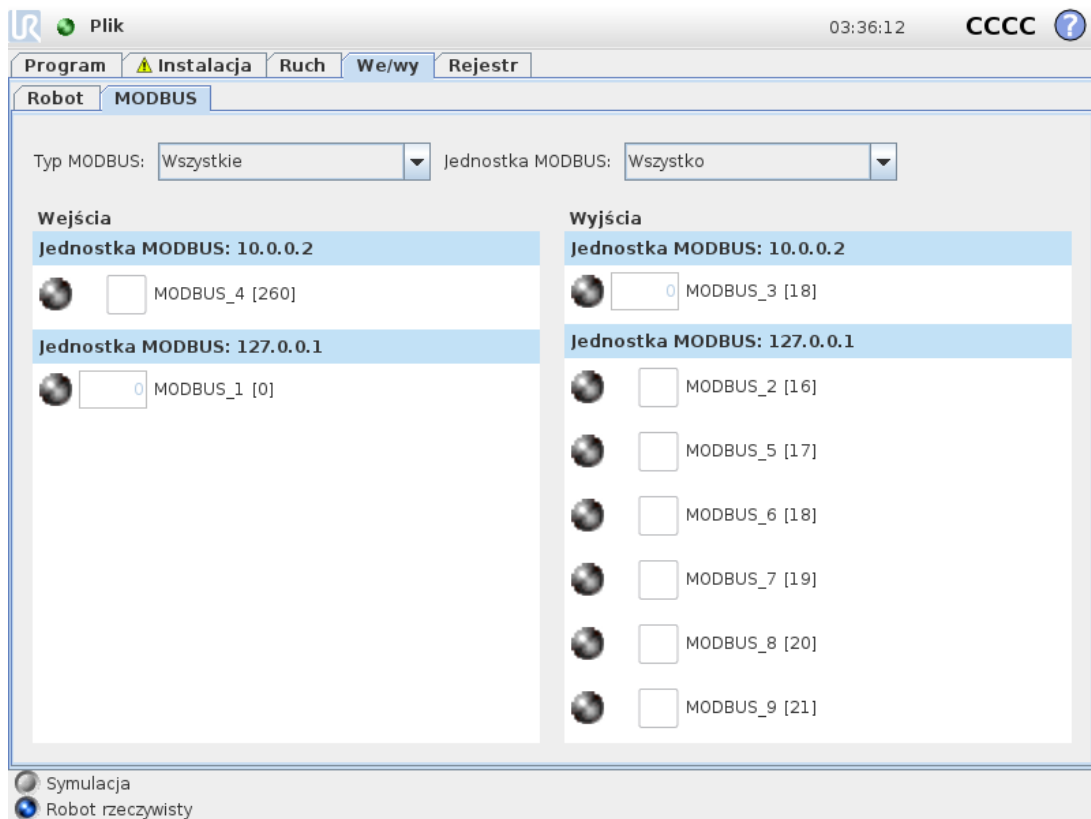 UR Plik 03:36:12 CCCC ?
Program Instalacja Ruch We/wy Rejestr
Robot MODBUS
Typ MODBUS: Wszystkie Jednostka MODBUS: Wszystko
Wejścia
Jednostka MODBUS: 10.0.0.2
MODBUS_4 [260]
Jednostka MODBUS: 127.0.0.1
0 MODBUS_1 [0]
Wyjścia
Jednostka MODBUS: 10.0.0.2
0 MODBUS_3 [18]
Jednostka MODBUS: 127.0.0.1
MODBUS_2 [16]
MODBUS_5 [17]
MODBUS_6 [18]
MODBUS_7 [19]
MODBUS_8 [20]
MODBUS_9 [21]
Symulacja
Robot rzeczywisty